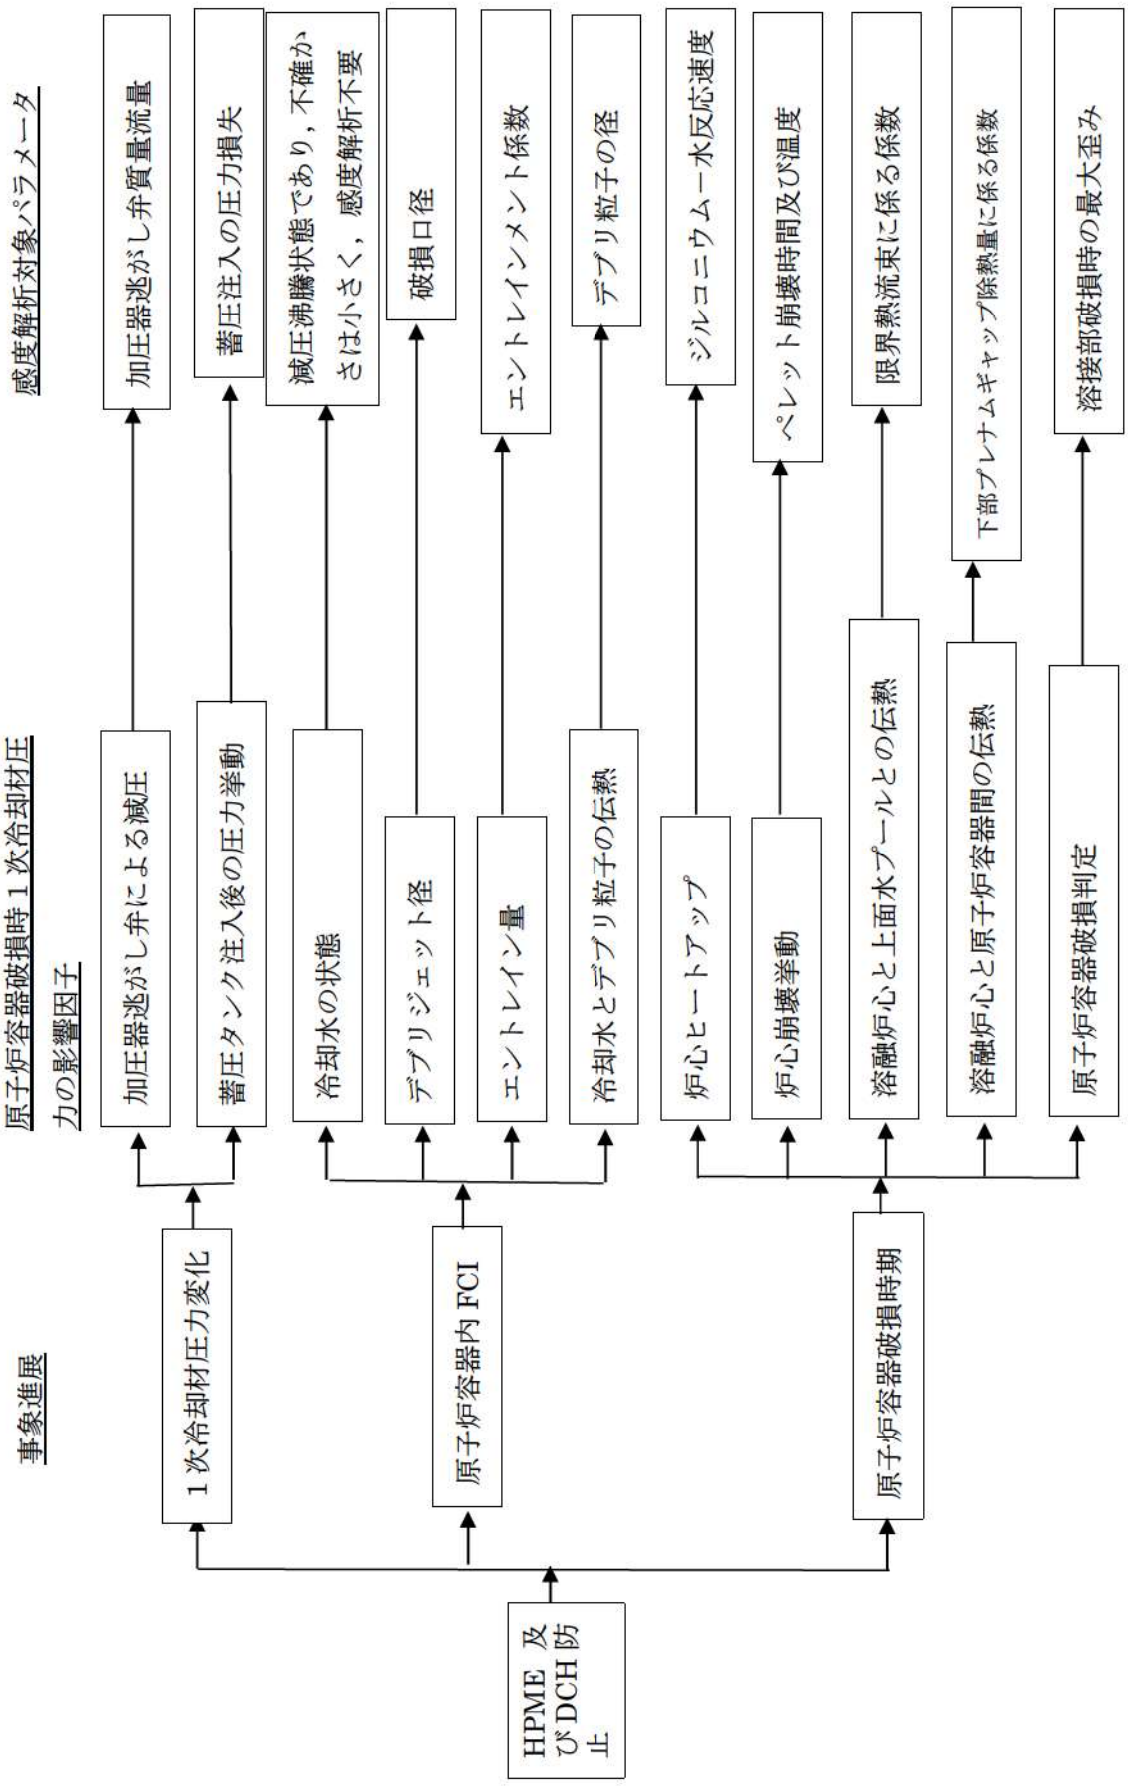 事象進展
原子炉容器破損時1次冷却材圧
力の影響因子
感度解析対象パラメータ
HPME 及
びDCH防
止
1次冷却材圧力変化
加圧器逃がし弁による減圧
加圧器逃がし弁質量流量
蓄圧タンク注入後の圧力挙動
蓄圧注入の圧力損失
原子炉容器内FCI
冷却水の状態
減圧沸騰状態であり,不確か
さは小さく,感度解析不要
デブリジェット径
破損口径
エントレイン量
エントレインメント係数
冷却水とデブリ粒子の伝熱
デブリ粒子の径
原子炉容器破損時期
炉心ヒートアップ
ジルコニウムー水反応速度
炉心崩壊挙動
ペレット崩壊時間及び温度
溶融炉心と上面水プールとの伝熱
限界熱流束に係る係数
溶融炉心と原子炉容器間の伝熱
下部プレナムギャップ除熱量に係る係数
原子炉容器破損判定
溶接部破損時の最大歪み